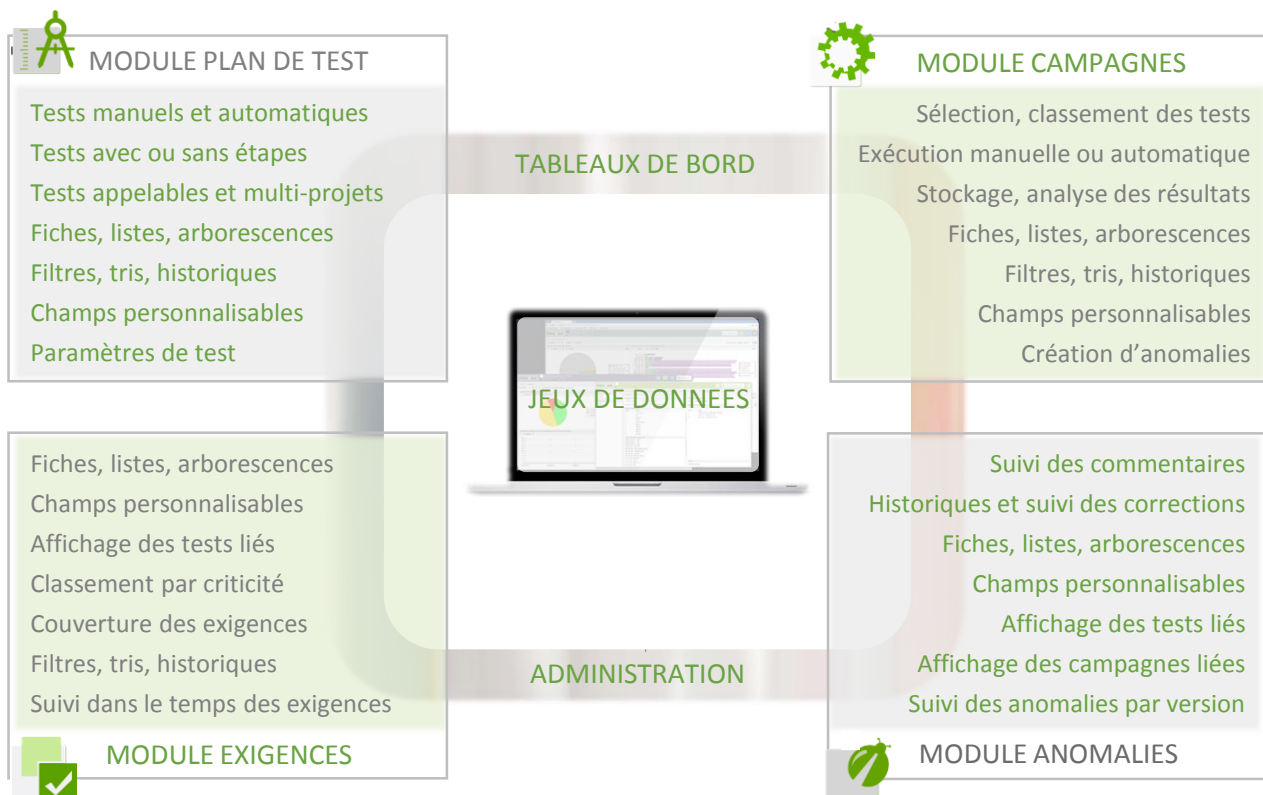 MODULE PLAN DE TEST
Tests manuels et automatiques
Tests avec ou sans étapes
Tests appelables et multi-projets
Fiches, listes, arborescences
Filtres, tris, historiques
Champs personnalisables
Paramètres de test
TABLEAUX DE BORD
MODULE CAMPAGNES
Sélection, classement des tests
Exécution manuelle ou automatique
Stockage, analyse des résultats
Fiches, listes, arborescences
Filtres, tris, historiques
Champs personnalisables
Création d’anomalies
JEUX DE DONNEES
Fiches, listes, arborescences
Champs personnalisables
Affichage des tests liés
Classement par criticité
Couverture des exigences
Filtres, tris, historiques
Suivi dans le temps des exigences
MODULE EXIGENCES
ADMINISTRATION
Suivi des commentaires
Historiques et suivi des corrections
Fiches, listes, arborescences
Champs personnalisables
Affichage des tests liés
Affichage des campagnes liées
Suivi des anomalies par version
MODULE ANOMALIES